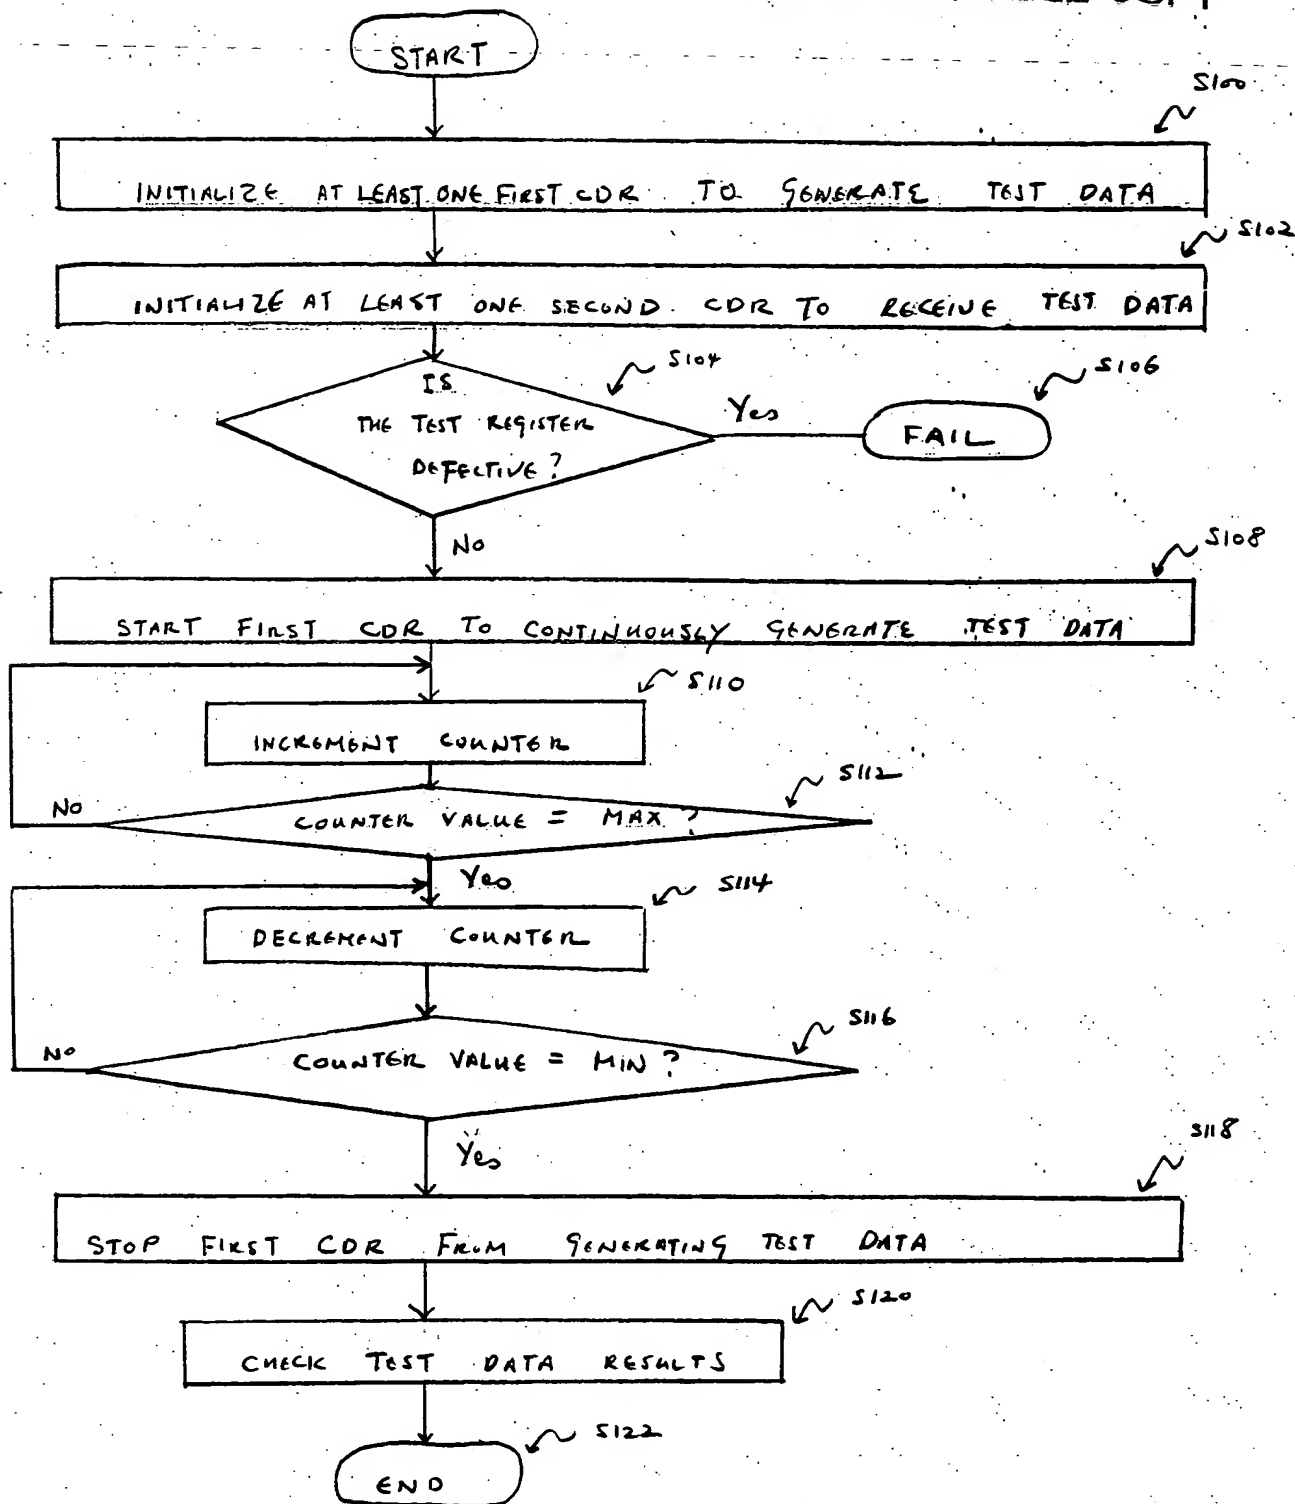 START
S100
INITIALIZE AT LEAST ONE FIRST CDR TO GENERATE TEST DATA
S102
INITIALIZE AT LEAST ONE SECOND CDR TO RECEIVE TEST DATA
S104
IS
THE TEST REGISTER
DEFECTIVE?
Yes
S106
FAIL
No
S108
START FIRST CDR TO CONTINUOUSLY GENERATE TEST DATA
S110
INCREMENT COUNTER
S112
No
COUNTER VALUE = MAX ?
Yes
S114
DECREMENT COUNTER
S116
No
COUNTER VALUE = MIN ?
Yes
S118
STOP FIRST CDR FROM GENERATING TEST DATA
S120
CHECK TEST DATA RESULTS
S122
END